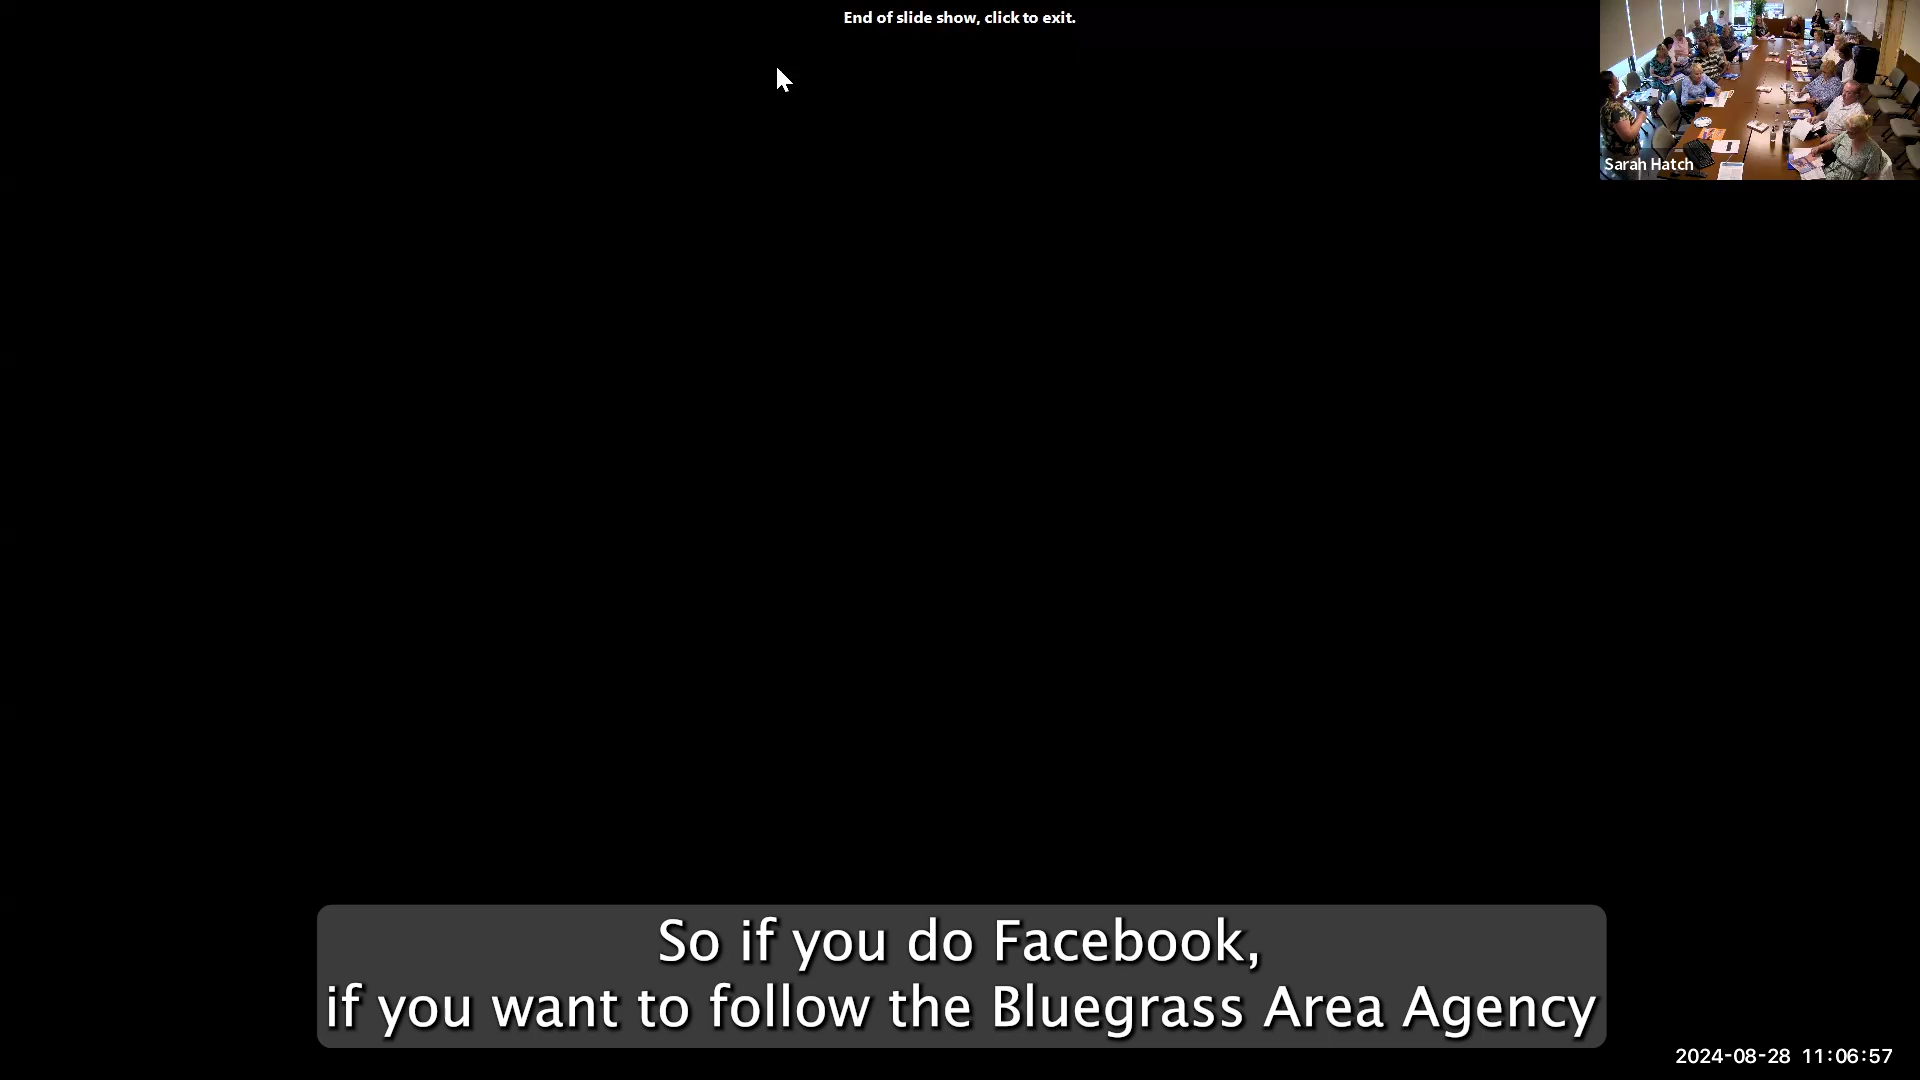 End of slide show, click to exit.
Sarah Hatch
So if you do Facebook,
if you want to follow the Bluegrass Area Agency
2024-08-28 11:06:57